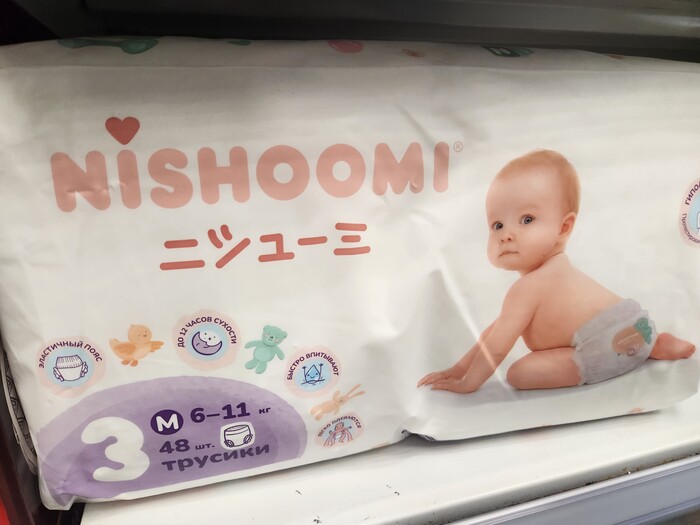 NISHOOMI®
ニシューミ
ЭЛАСТИЧНЫЙ ПОЯС
ДО 12 ЧАСОВ СУХОСТИ
БЫСТРО ВПИТЫВАЮТ
3
M 6–11 кг
48 шт.
трусики